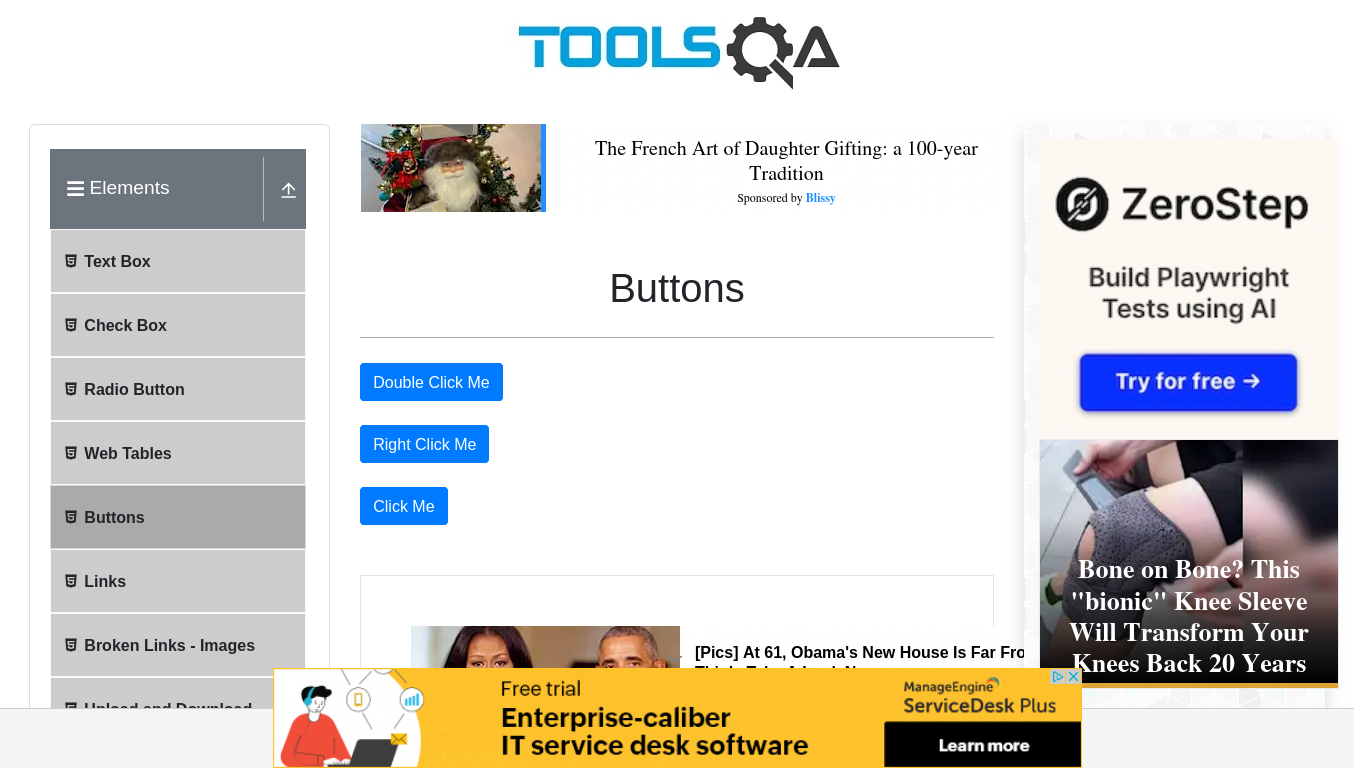 TOOLSQA
Elements
Text Box
Check Box
Radio Button
Web Tables
Buttons
Links
Broken Links - Images
Upload and Download
The French Art of Daughter Gifting: a 100-year
Tradition
Sponsored by Blissy
Buttons
Double Click Me
Right Click Me
Click Me
[Pics] At 61, Obama's New House Is Far Fro
ZeroStep
Build Playwright
Tests using AI
Try for free →
Bone on Bone? This
"bionic" Knee Sleeve
Will Transform Your
Knees Back 20 Years
Free trial
Enterprise-caliber
IT service desk software
ManageEngine
ServiceDesk Plus
Learn more